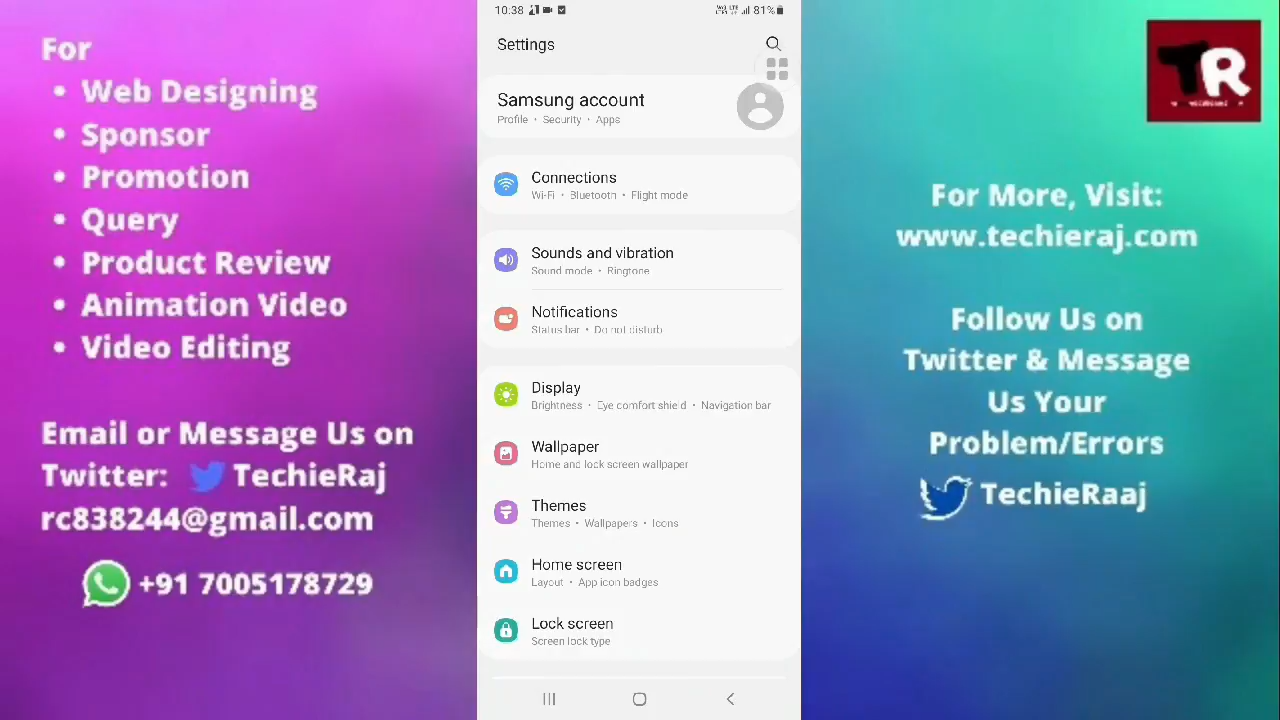 For
• Web Designing
• Sponsor
• Promotion
• Query
• Product Review
• Animation Video
• Video Editing
Email or Message Us on
Twitter: TechieRaj
rc838244@gmail.com
+91 7005178729
10.38
81%
Settings
Samsung account
Profile • Security • Apps
Connections
Wi-Fi • Bluetooth • Flight mode
Sounds and vibration
Sound mode • Ringtone
Notifications
Status bar • Do not disturb
Display
Brightness • Eye comfort shield • Navigation bar
Wallpaper
Home and lock screen wallpaper
Themes
Themes • Wallpapers • Icons
Home screen
Layout • App icon badges
Lock screen
Screen lock type
TR
For More, Visit:
www.techieraj.com
Follow Us on
Twitter & Message
Us Your
Problem/Errors
TechieRaaj